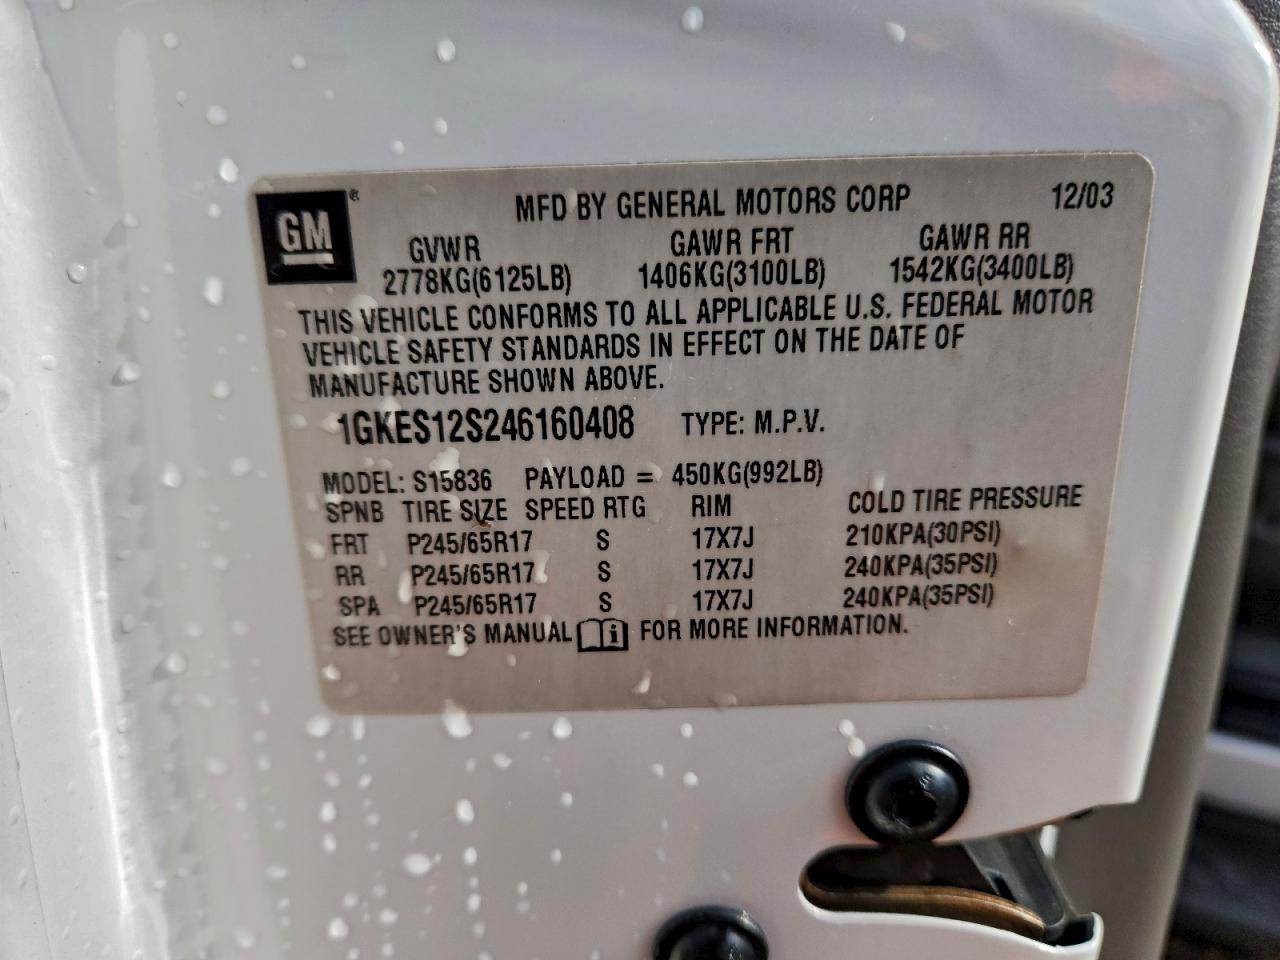 GM ® MFD BY GENERAL MOTORS CORP 12/03
GVWR GAWR FRT GAWR RR
2778KG(6125LB) 1406KG(3100LB) 1542KG(3400LB)
THIS VEHICLE CONFORMS TO ALL APPLICABLE U.S. FEDERAL MOTOR
VEHICLE SAFETY STANDARDS IN EFFECT ON THE DATE OF
MANUFACTURE SHOWN ABOVE.
1GKES12S246160408 TYPE: M.P.V.
MODEL: S15836 PAYLOAD = 450KG(992LB)
SPNB TIRE SIZE SPEED RTG RIM COLD TIRE PRESSURE
FRT P245/65R17 S 17X7J 210KPA(30PSI)
RR P245/65R17 S 17X7J 240KPA(35PSI)
SPA P245/65R17 S 17X7J 240KPA(35PSI)
SEE OWNER'S MANUAL i FOR MORE INFORMATION.